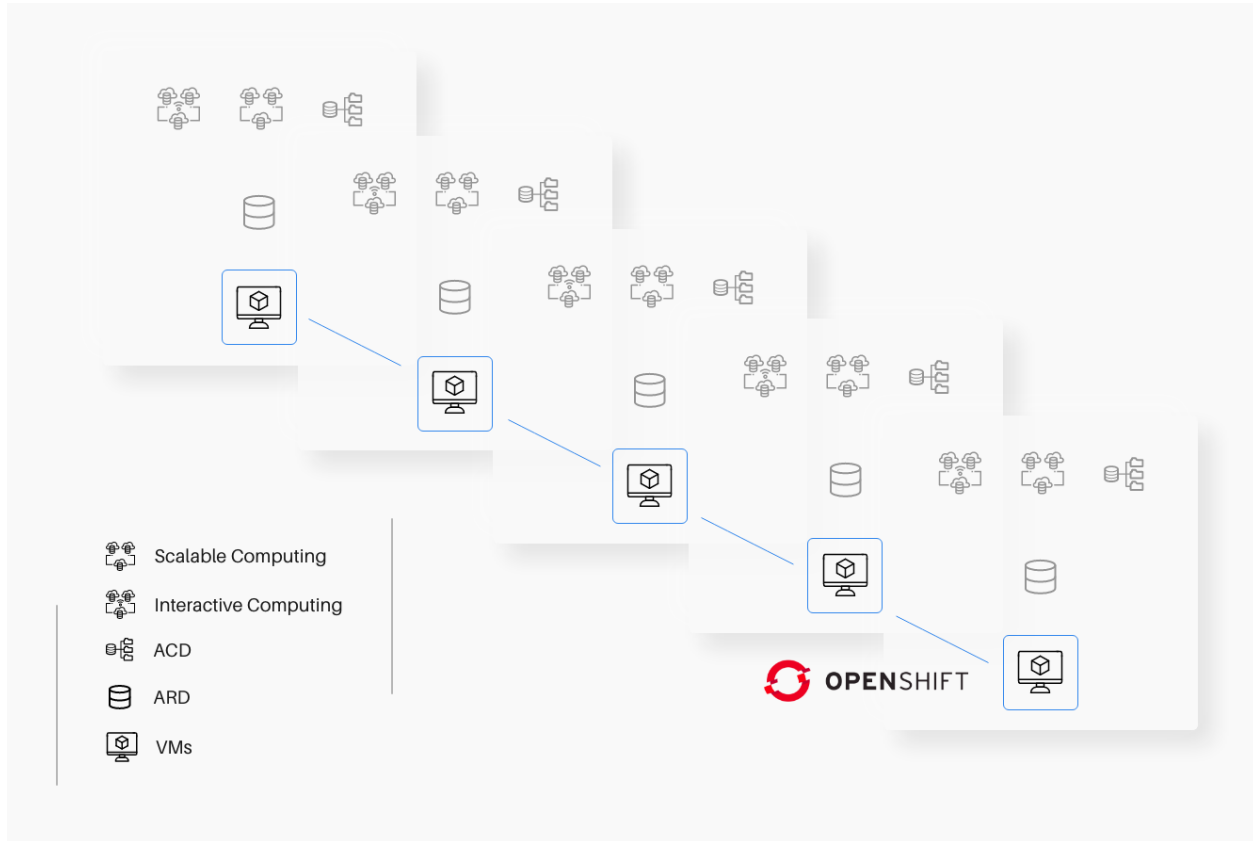 Scalable Computing
Interactive Computing
ACD
ARD
VMs
OPENSHIFT